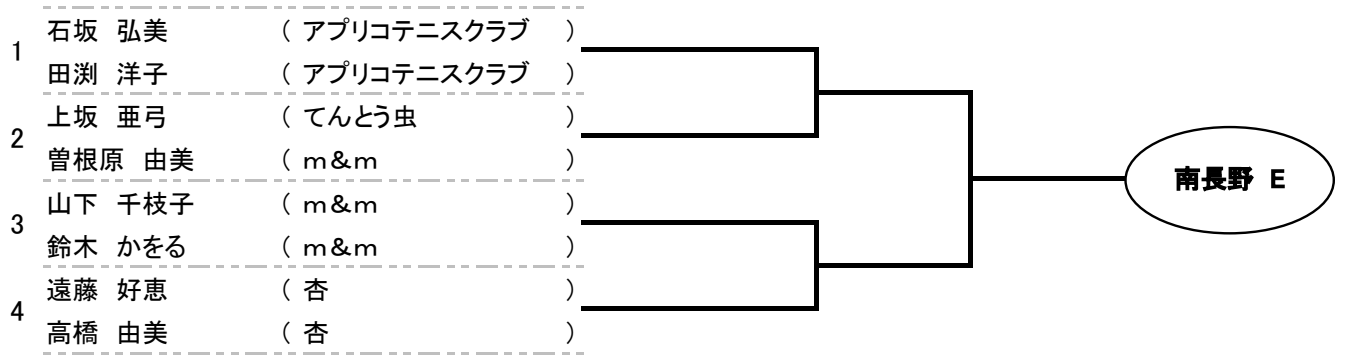 石坂 弘美 ( アプリコテニスクラブ )
1
田渕 洋子 ( アプリコテニスクラブ )
上坂 亜弓 ( てんとう虫 )
2
曽根原 由美 ( m&m )
山下 千枝子 ( m&m )
3
鈴木 かをる ( m&m )
遠藤 好恵 ( 杏 )
4
高橋 由美 ( 杏 )
南長野 E